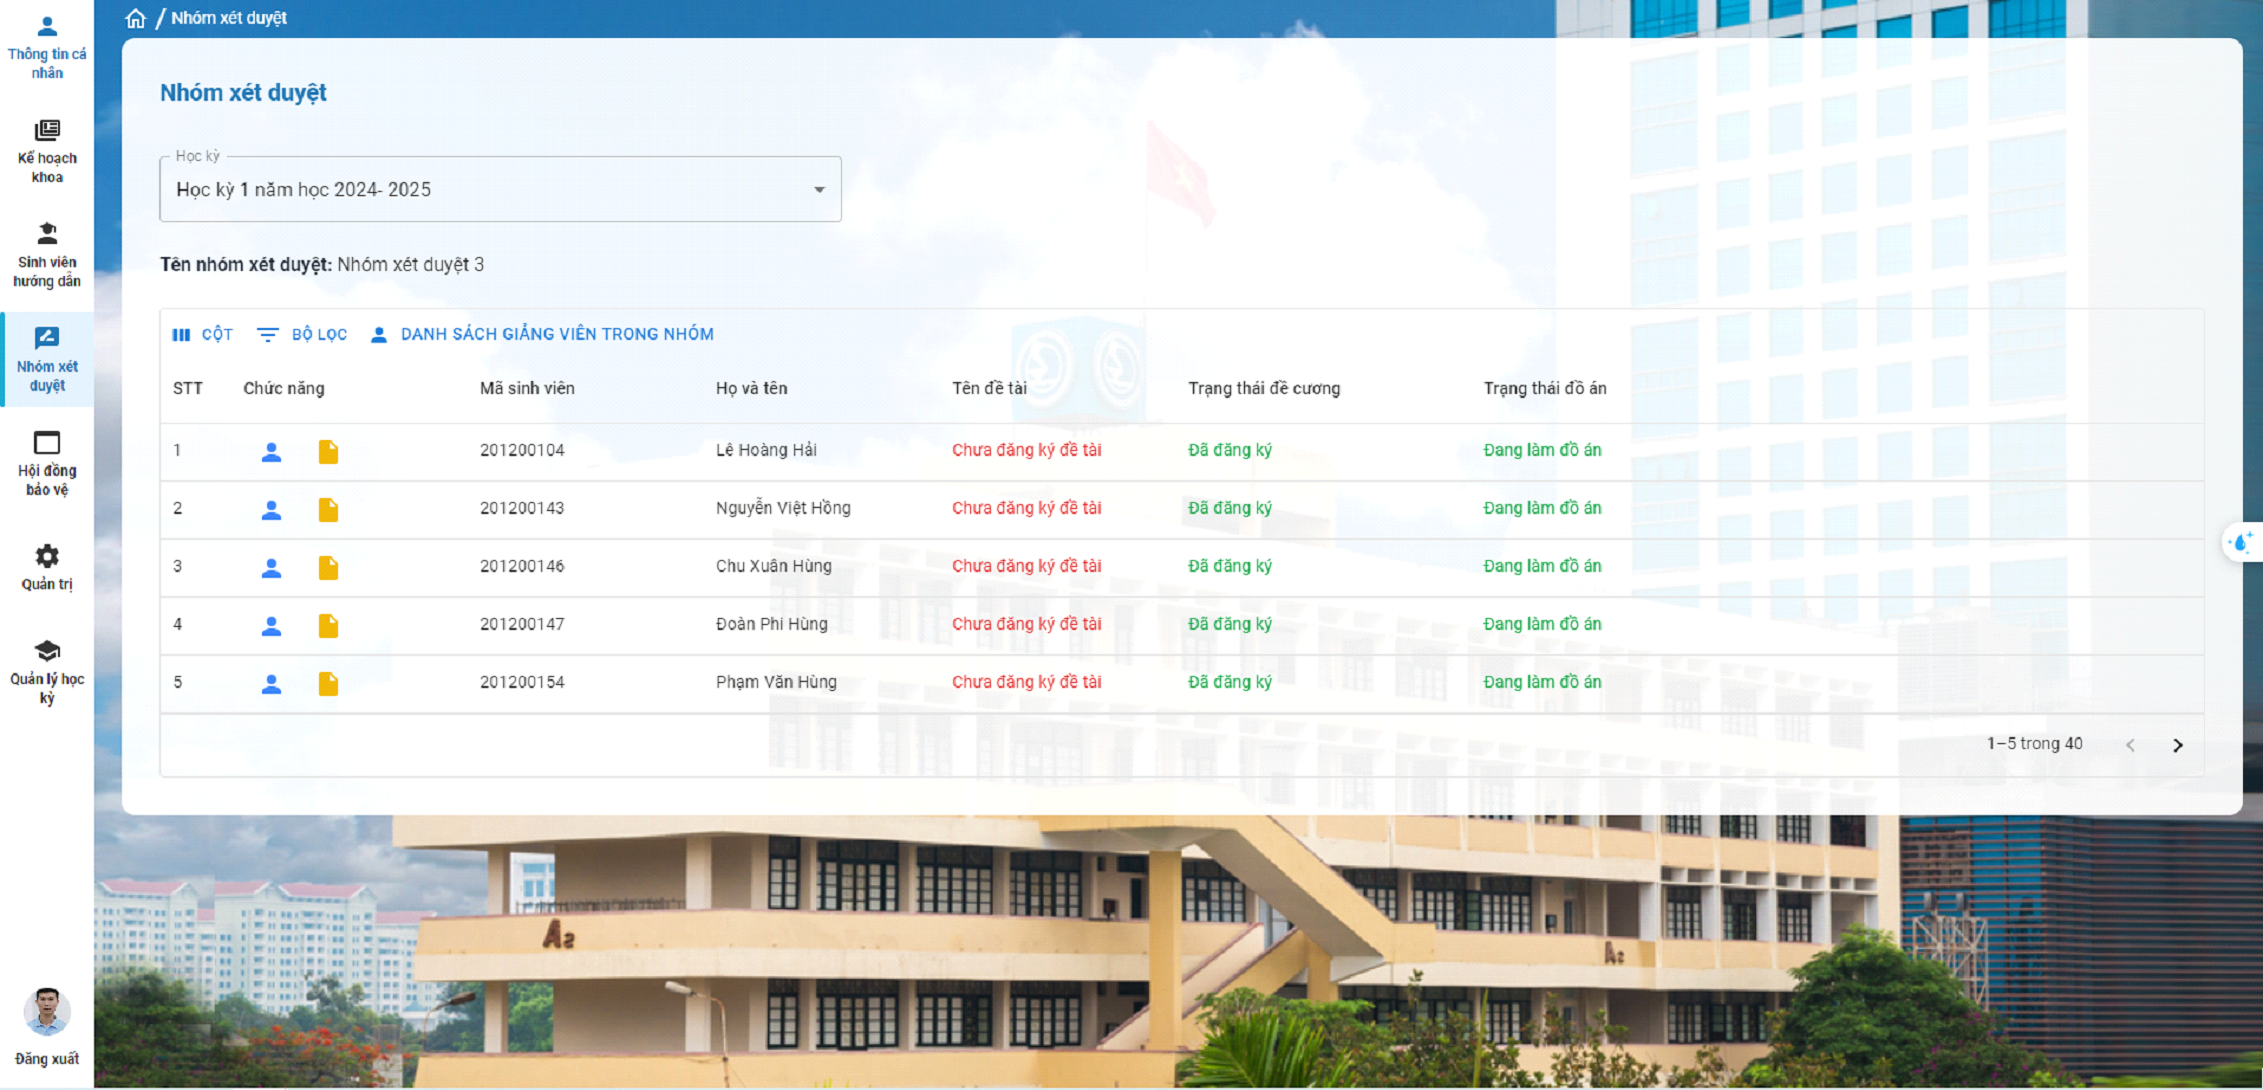 Thông tin cá
nhân
Kế hoạch
khoa
Sinh viên
hướng dẫn
Nhóm xét
duyệt
Hội đồng
bảo vệ
Quản trị
Quản lý học
kỳ
Đăng xuất
/ Nhóm xét duyệt
Nhóm xét duyệt
Học kỳ
Học kỳ 1 năm học 2024- 2025
Tên nhóm xét duyệt: Nhóm xét duyệt 3
CỘT BỘ LỌC DANH SÁCH GIẢNG VIÊN TRONG NHÓM
STT Chức năng Mã sinh viên Họ và tên Tên đề tài Trạng thái đề cương Trạng thái đồ án
1 201200104 Lê Hoàng Hải Chưa đăng ký đề tài Đã đăng ký Đang làm đồ án
2 201200143 Nguyễn Việt Hồng Chưa đăng ký đề tài Đã đăng ký Đang làm đồ án
3 201200146 Chu Xuân Hùng Chưa đăng ký đề tài Đã đăng ký Đang làm đồ án
4 201200147 Đoàn Phi Hùng Chưa đăng ký đề tài Đã đăng ký Đang làm đồ án
5 201200154 Phạm Văn Hùng Chưa đăng ký đề tài Đã đăng ký Đang làm đồ án
1–5 trong 40
A2
A2